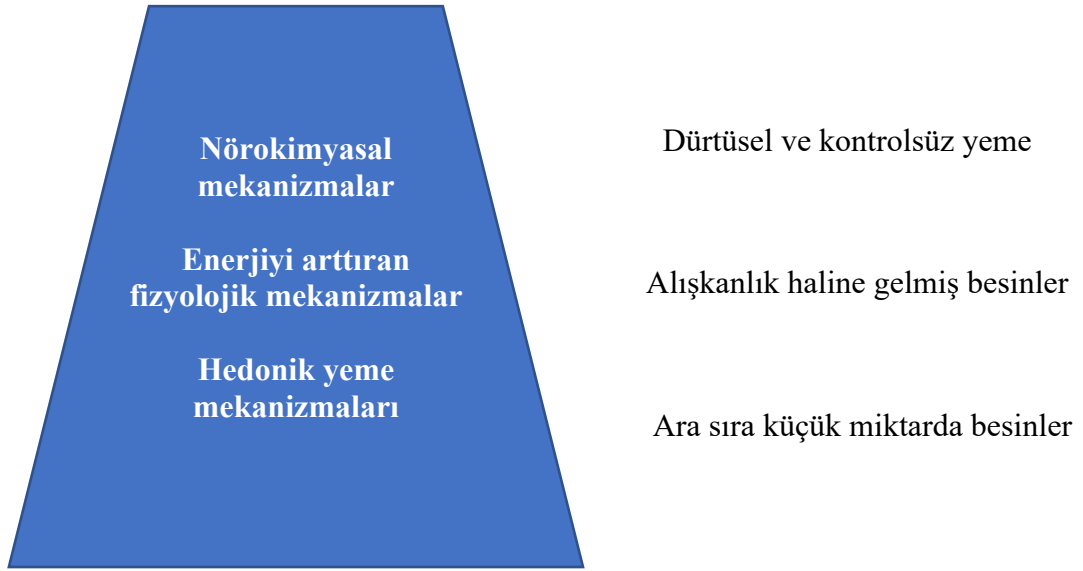 Nörokimyasal
mekanizmalar
Dürtüsel ve kontrolsüz yeme
Enerjiyi arttıran
fizyolojik mekanizmalar
Alışkanlık haline gelmiş besinler
Hedonik yeme
mekanizmaları
Ara sıra küçük miktarda besinler